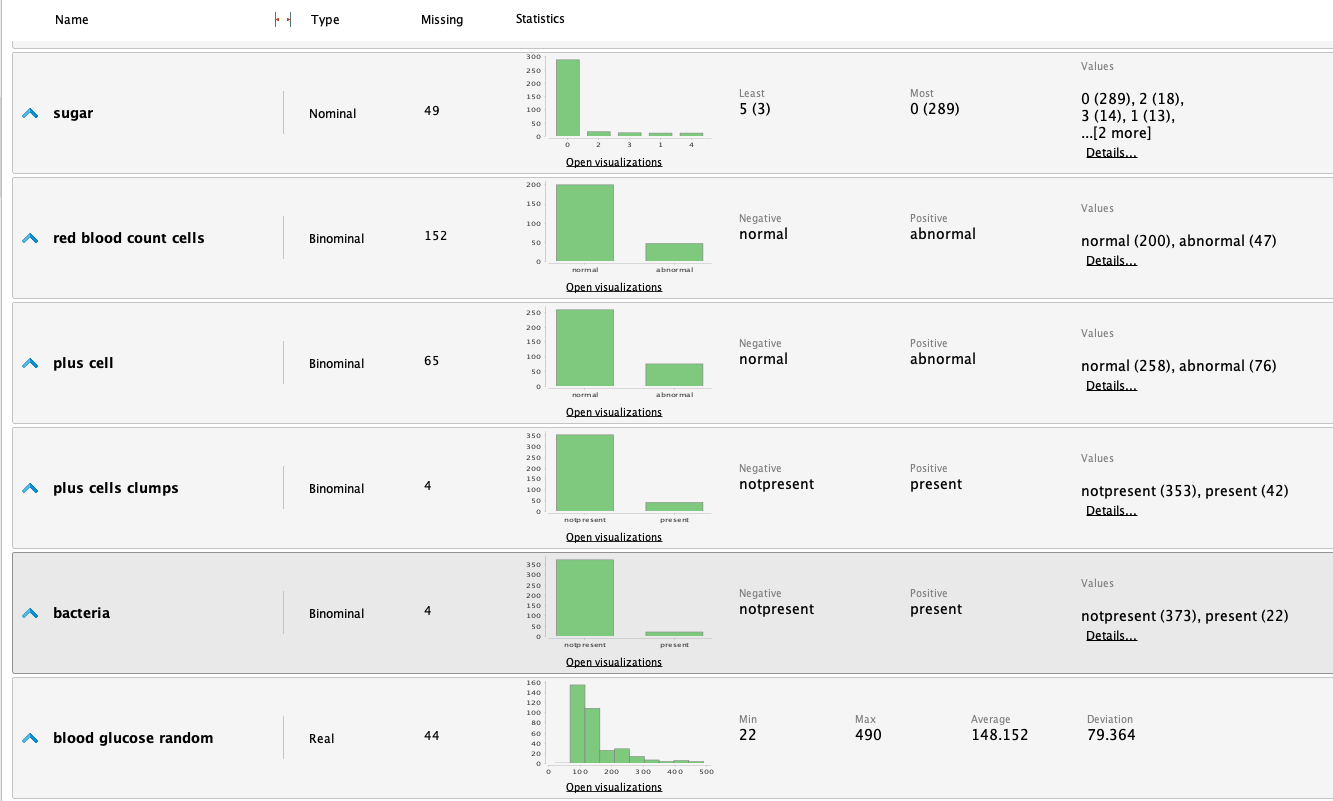 Name Type Missing Statistics
sugar Nominal 49
300
250
200
150
100
50
0
0 2 3 1 4
Open visualizations
Least
5 (3)
Most
0 (289)
Values
0 (289), 2 (18),
3 (14), 1 (13),
...[2 more]
Details...
red blood count cells Binominal 152
200
150
100
50
0
normal abnormal
Open visualizations
Negative
normal
Positive
abnormal
Values
normal (200), abnormal (47)
Details...
plus cell Binominal 65
250
200
150
100
50
0
normal abnormal
Open visualizations
Negative
normal
Positive
abnormal
Values
normal (258), abnormal (76)
Details...
plus cells clumps Binominal 4
350
300
250
200
150
100
50
0
notpresent present
Open visualizations
Negative
notpresent
Positive
present
Values
notpresent (353), present (42)
Details...
bacteria Binominal 4
350
300
250
200
150
100
50
0
notpresent present
Open visualizations
Negative
notpresent
Positive
present
Values
notpresent (373), present (22)
Details...
blood glucose random Real 44
160
140
120
100
80
60
40
20
0
0 100 200 300 400 500
Open visualizations
Min
22
Max
490
Average
148.152
Deviation
79.364